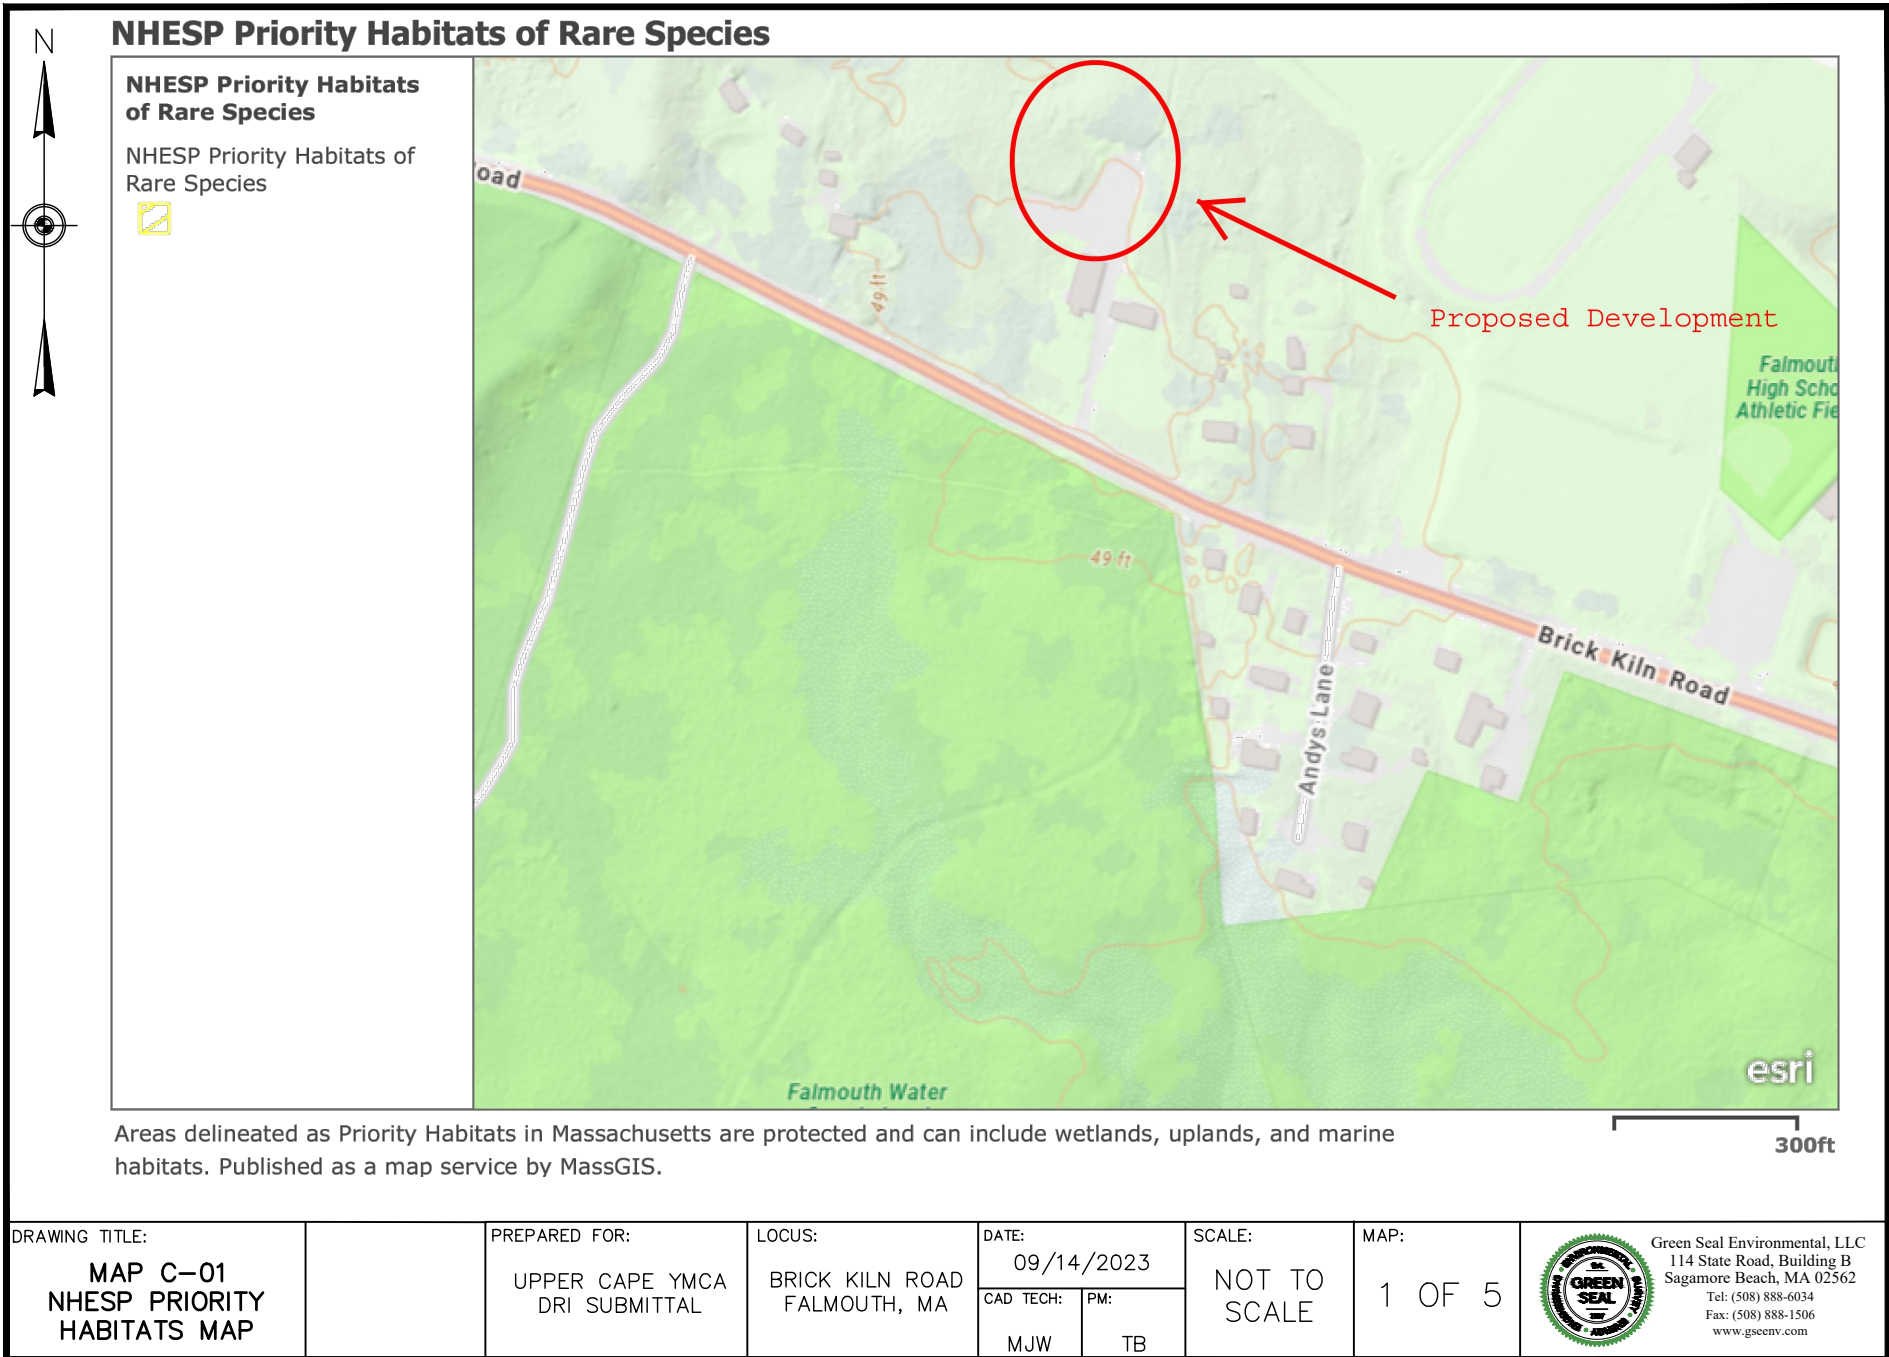 N
NHESP Priority Habitats of Rare Species
NHESP Priority Habitats
of Rare Species
NHESP Priority Habitats of
Rare Species
oad
49 ft
Proposed Development
Falmouth
High Scho
Athletic Fie
49 ft
Brick Kiln Road
Andys Lane
esri
Falmouth Water
Areas delineated as Priority Habitats in Massachusetts are protected and can include wetlands, uplands, and marine
habitats. Published as a map service by MassGIS.
300ft
DRAWING TITLE:
MAP C-01
NHESP PRIORITY
HABITATS MAP
PREPARED FOR:
UPPER CAPE YMCA
DRI SUBMITTAL
LOCUS:
BRICK KILN ROAD
FALMOUTH, MA
DATE:
09/14/2023
CAD TECH:
MJW
PM:
TB
SCALE:
NOT TO
SCALE
MAP:
1 OF 5
GREEN
SEAL
Green Seal Environmental, LLC
114 State Road, Building B
Sagamore Beach, MA 02562
Tel: (508) 888-6034
Fax: (508) 888-1506
www.gseenv.com